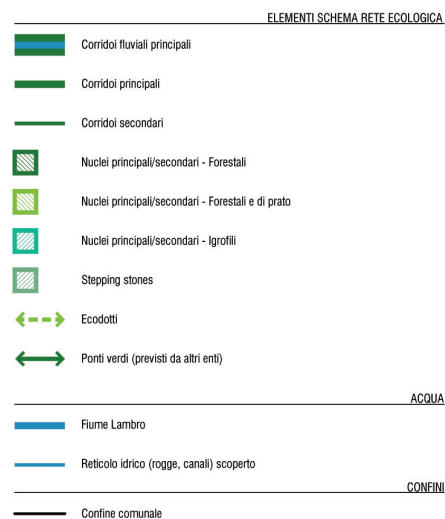 ELEMENTI SCHEMA RETE ECOLOGICA
Corridoi fluviali principali
Corridoi principali
Corridoi secondari
Nuclei principali/secondari - Forestali
Nuclei principali/secondari - Forestali e di prato
Nuclei principali/secondari - Igrofili
Stepping stones
Ecodotti
Ponti verdi (previsti da altri enti)
ACQUA
Fiume Lambro
Reticolo idrico (rogge, canali) scoperto
CONFINI
Confine comunale